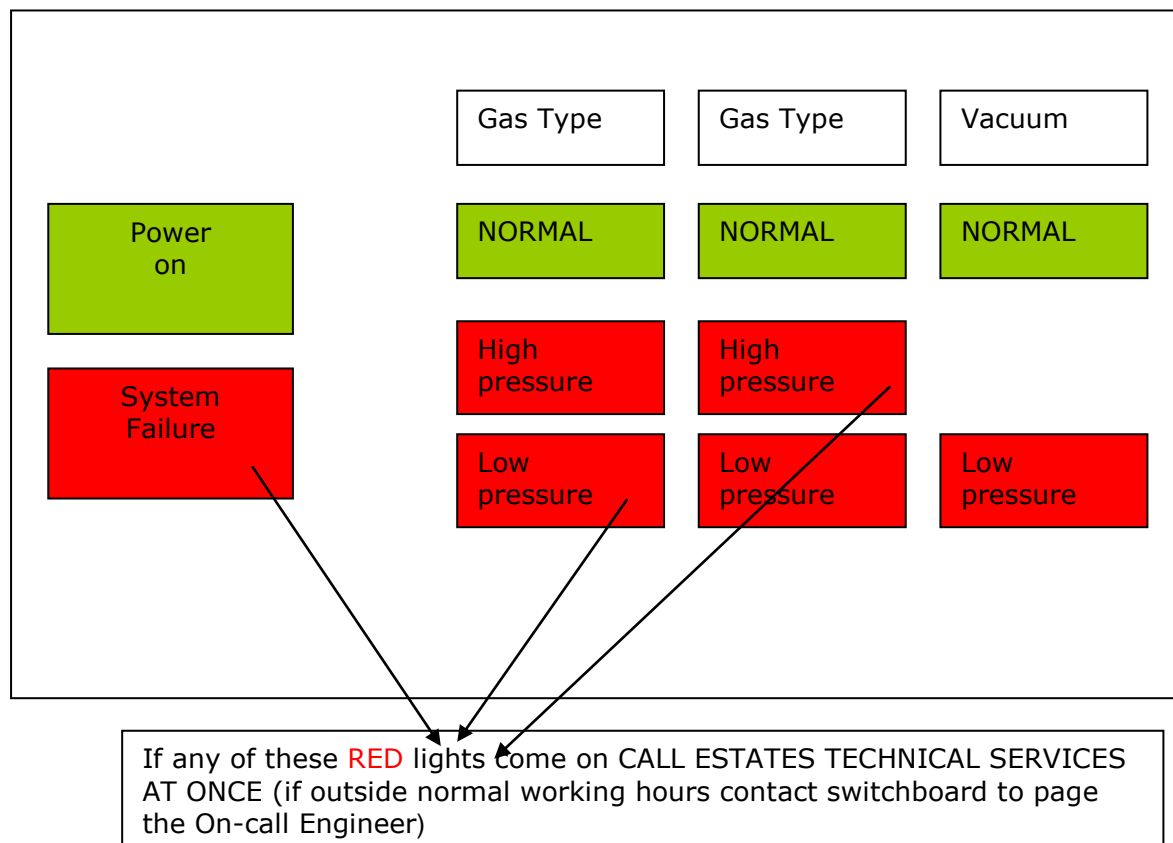 Gas Type
Gas Type
Vacuum
Power
on
NORMAL
NORMAL
NORMAL
System
Failure
High
pressure
High
pressure
Low
pressure
Low
pressure
Low
pressure
If any of these RED lights come on CALL ESTATES TECHNICAL SERVICES
AT ONCE (if outside normal working hours contact switchboard to page
the On-call Engineer)